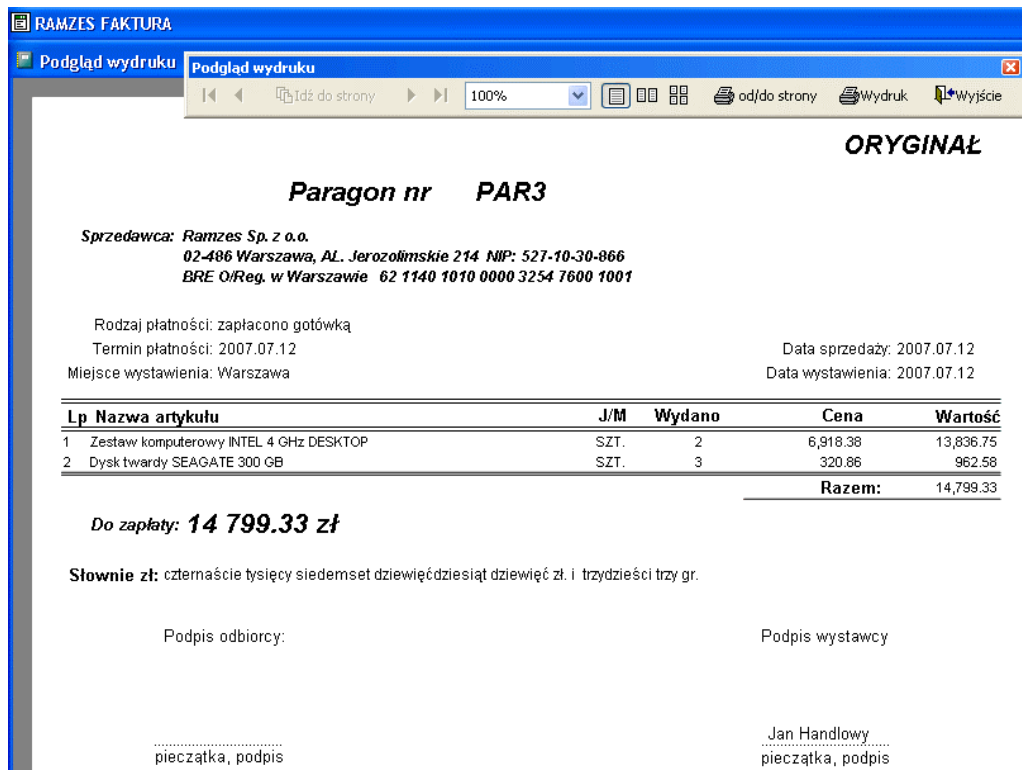 RAMZES FAKTURA
Podgląd wydruku
Podgląd wydruku
Idź do strony 100% od/do strony Wydruk Wyjście
ORYGINAŁ
Paragon nr PAR3
Sprzedawca: Ramzes Sp. z o.o.
02-486 Warszawa, AL. Jerozolimskie 214 NIP: 527-10-30-866
BRE O/Reg. w Warszawie 62 1140 1010 0000 3254 7600 1001
Rodzaj płatności: zapłacono gotówką
Termin płatności: 2007.07.12 Data sprzedaży: 2007.07.12
Miejsce wystawienia: Warszawa Data wystawienia: 2007.07.12
Lp Nazwa artykułu J/M Wydano Cena Wartość
1 Zestaw komputerowy INTEL 4 GHz DESKTOP SZT. 2 6,918.38 13,836.75
2 Dysk twardy SEAGATE 300 GB SZT. 3 320.86 962.58
Razem: 14,799.33
Do zapłaty: 14 799.33 zł
Słownie zł: czternaście tysięcy siedemset dziewięćdziesiąt dziewięć zł. i trzydzieści trzy gr.
Podpis odbiorcy: Podpis wystawcy
Jan Handlowy
pieczątka, podpis pieczątka, podpis